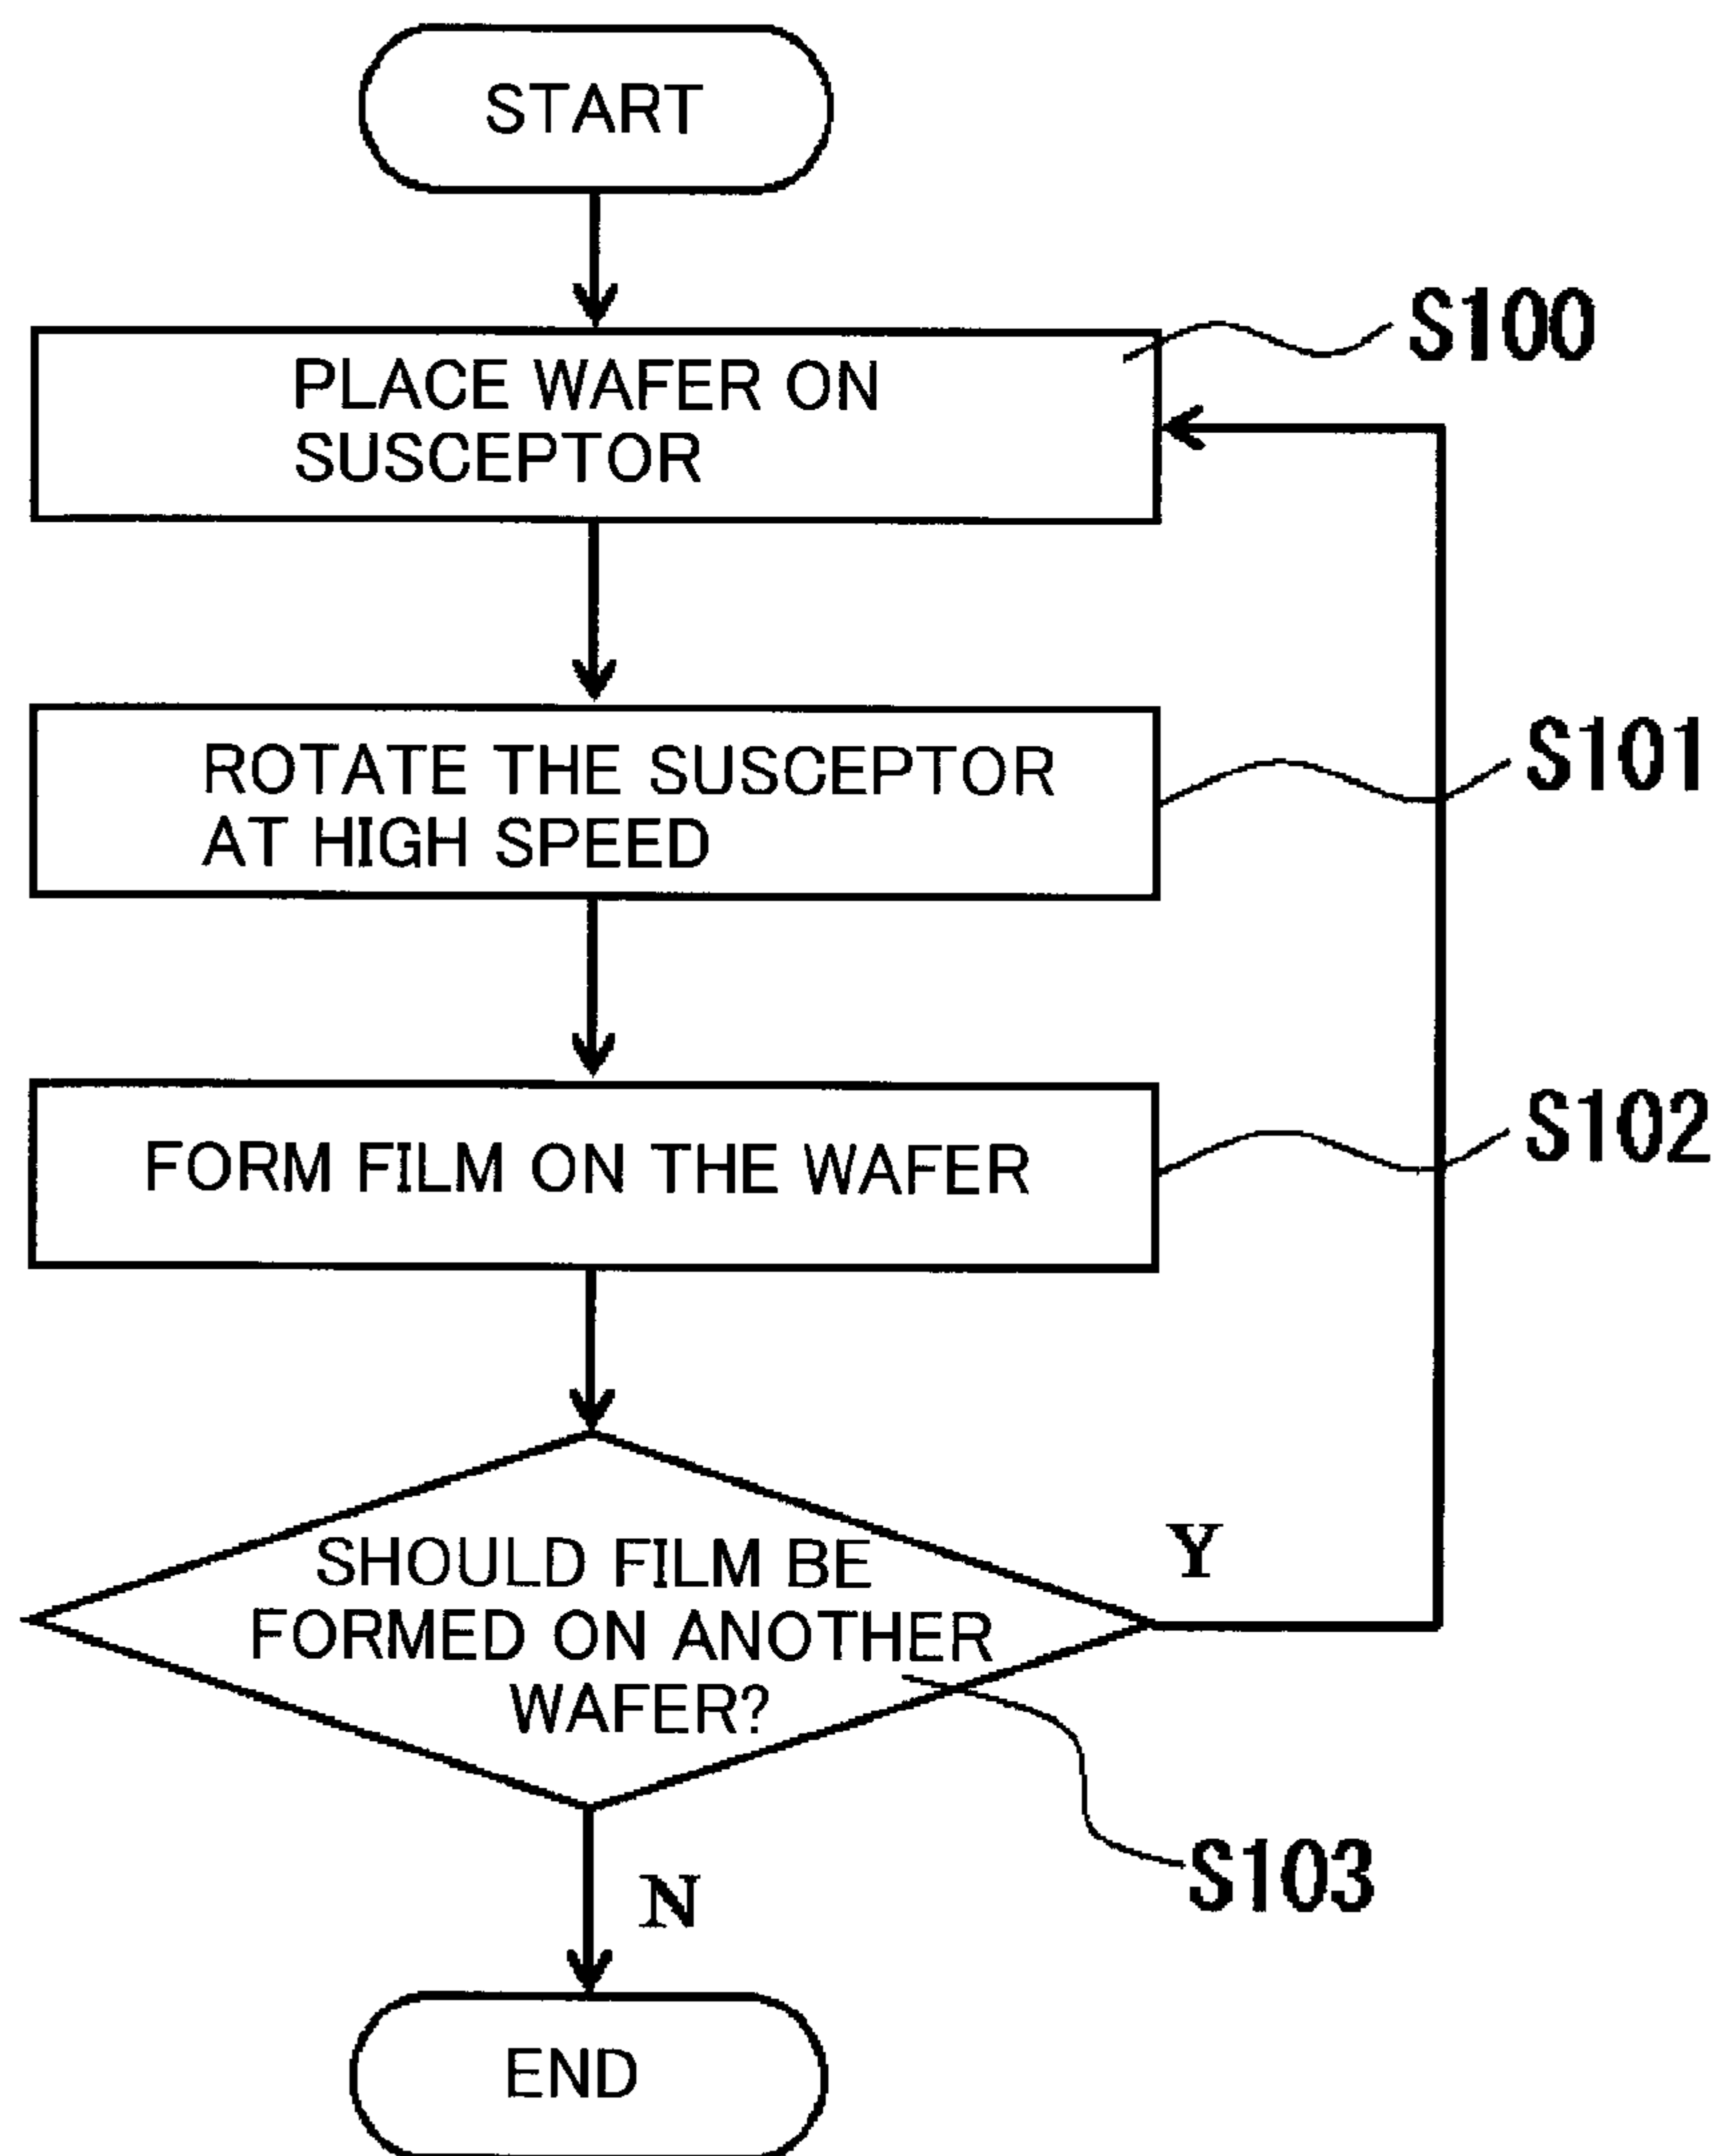 START
S100
PLACE WAFER ON
SUSCEPTOR
S101
ROTATE THE SUSCEPTOR
AT HIGH SPEED
S102
FORM FILM ON THE WAFER
Y
SHOULD FILM BE
FORMED ON ANOTHER
WAFER?
S103
N
END